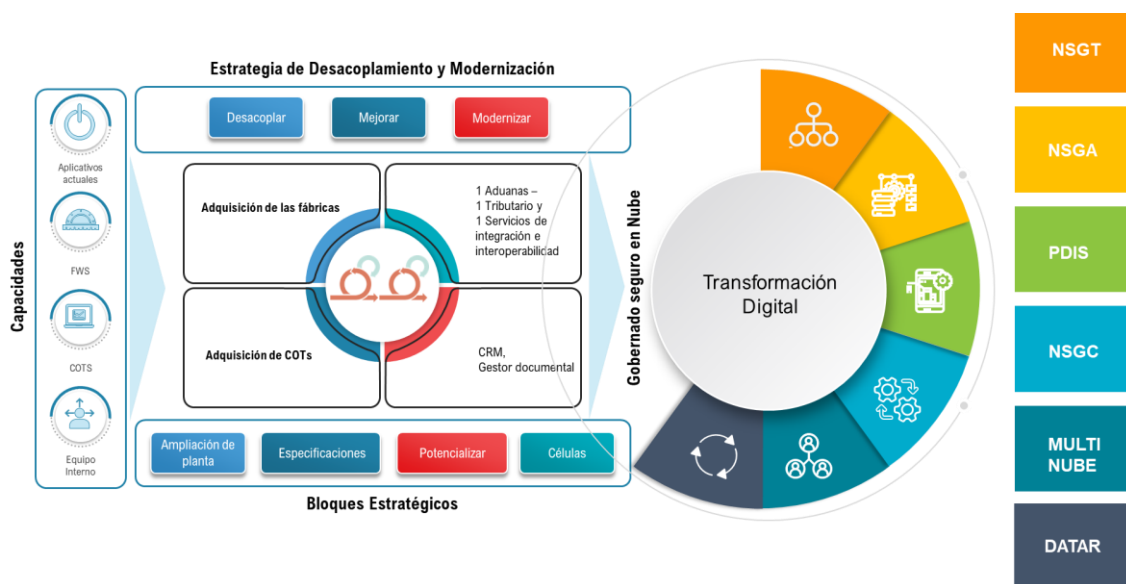 Estrategia de Desacoplamiento y Modernización
Desacoplar
Mejorar
Modernizar
Capacidades
Aplicativos
actuales
FWS
COTS
Equipo
Interno
Adquisición de las fábricas
1 Aduanas –
1 Tributario y
1 Servicios de
integración e
interoperabilidad
Adquisición de COTs
CRM,
Gestor documental
Ampliación de
planta
Especificaciones
Potencializar
Células
Bloques Estratégicos
Gobernado seguro en Nube
Transformación
Digital
NSGT
NSGA
PDIS
NSGC
MULTI
NUBE
DATAR